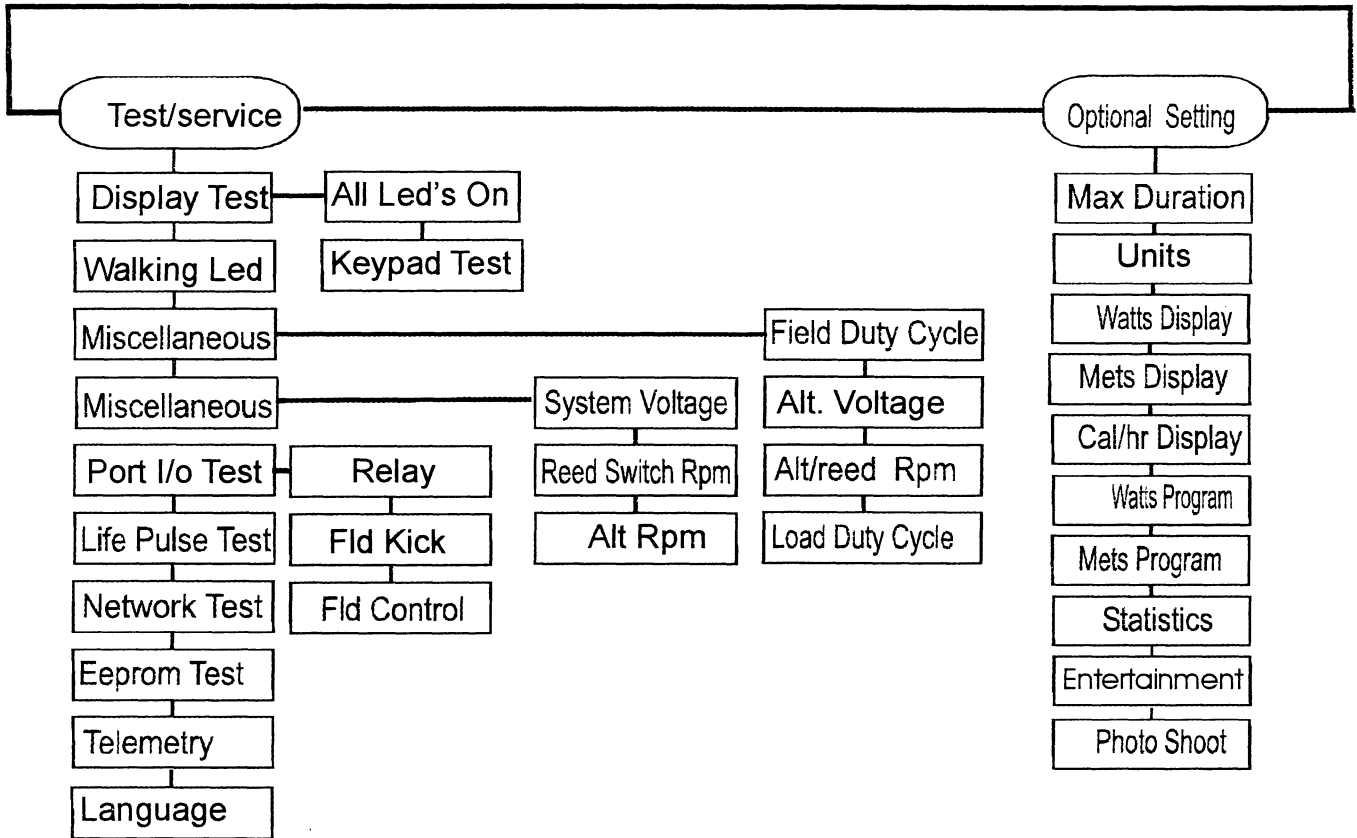 Test/service
Optional Setting
Display Test
All Led's On
Max Duration
Walking Led
Keypad Test
Units
Miscellaneous
Field Duty Cycle
Watts Display
Miscellaneous
System Voltage
Alt. Voltage
Mets Display
Port I/o Test
Relay
Reed Switch Rpm
Alt/reed Rpm
Cal/hr Display
Life Pulse Test
Fld Kick
Alt Rpm
Load Duty Cycle
Watts Program
Network Test
Fld Control
Mets Program
Eeprom Test
Statistics
Telemetry
Entertainment
Language
Photo Shoot